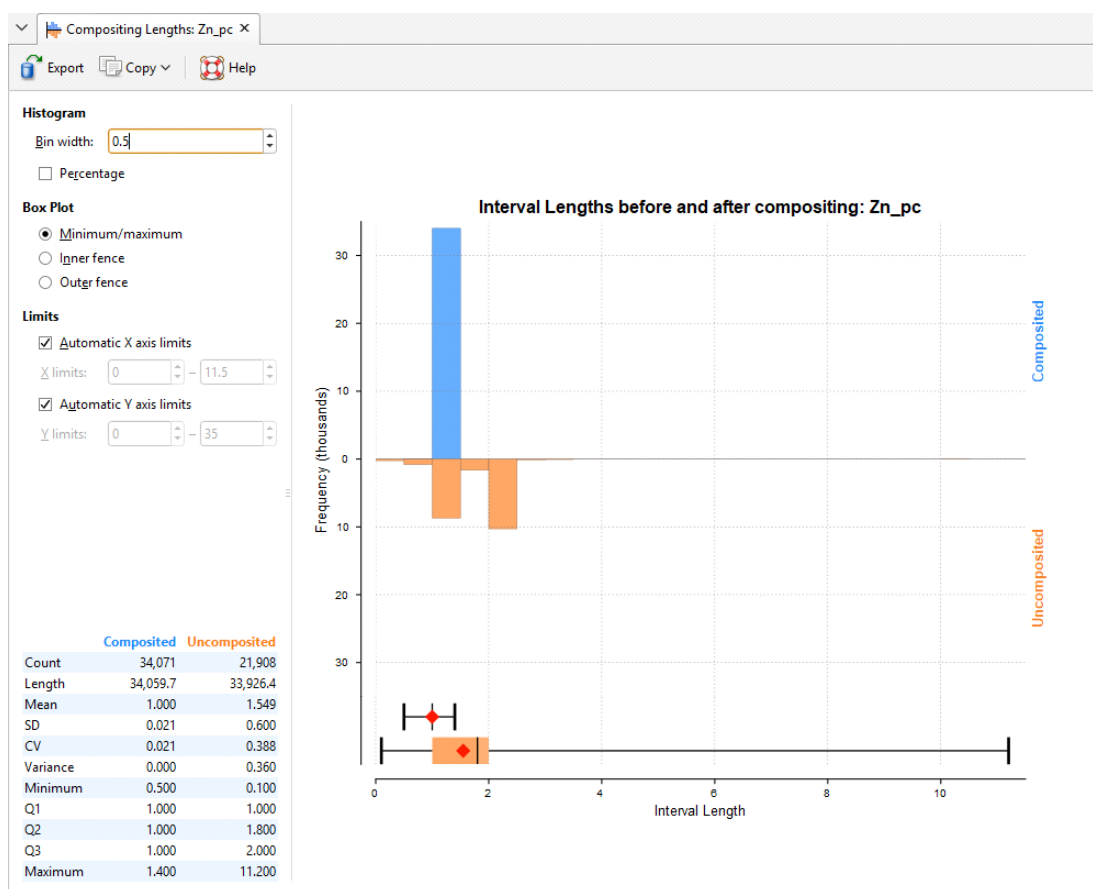 Compositing Lengths: Zn_pc ×
Export Copy Help
Histogram
Bin width: 0.5
Percentage
Box Plot
Minimum/maximum
Inner fence
Outer fence
Limits
Automatic X axis limits
X limits: 0 – 11.5
Automatic Y axis limits
Y limits: 0 – 35
Composited Uncomposited
Count 34,071 21,908
Length 34,059.7 33,926.4
Mean 1.000 1.549
SD 0.021 0.600
CV 0.021 0.388
Variance 0.000 0.360
Minimum 0.500 0.100
Q1 1.000 1.000
Q2 1.000 1.800
Q3 1.000 2.000
Maximum 1.400 11.200
Interval Lengths before and after compositing: Zn_pc
Frequency (thousands)
30
20
10
0
10
20
30
Composited
Uncomposited
0 2 4 6 8 10
Interval Length